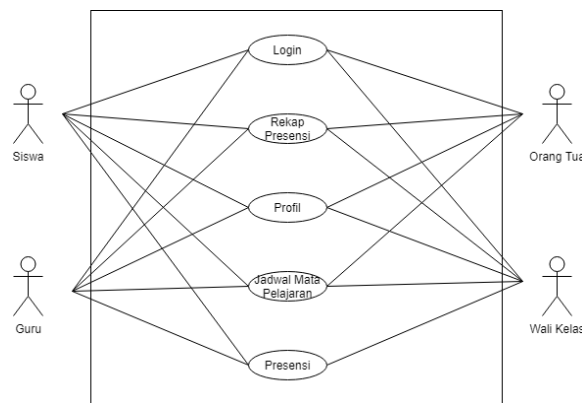 Login
Siswa
Rekap
Presensi
Orang Tua
Profil
Guru
Jadwal Mata
Pelajaran
Wali Kelas
Presensi